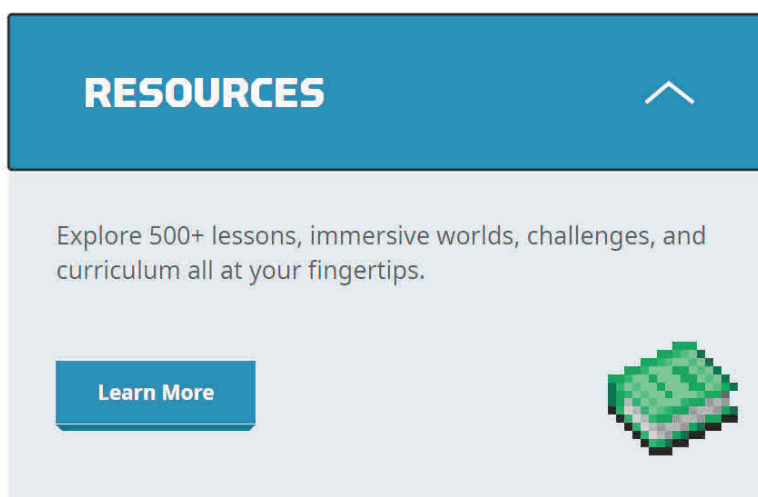 RESOURCES
Explore 500+ lessons, immersive worlds, challenges, and
curriculum all at your fingertips.
Learn More